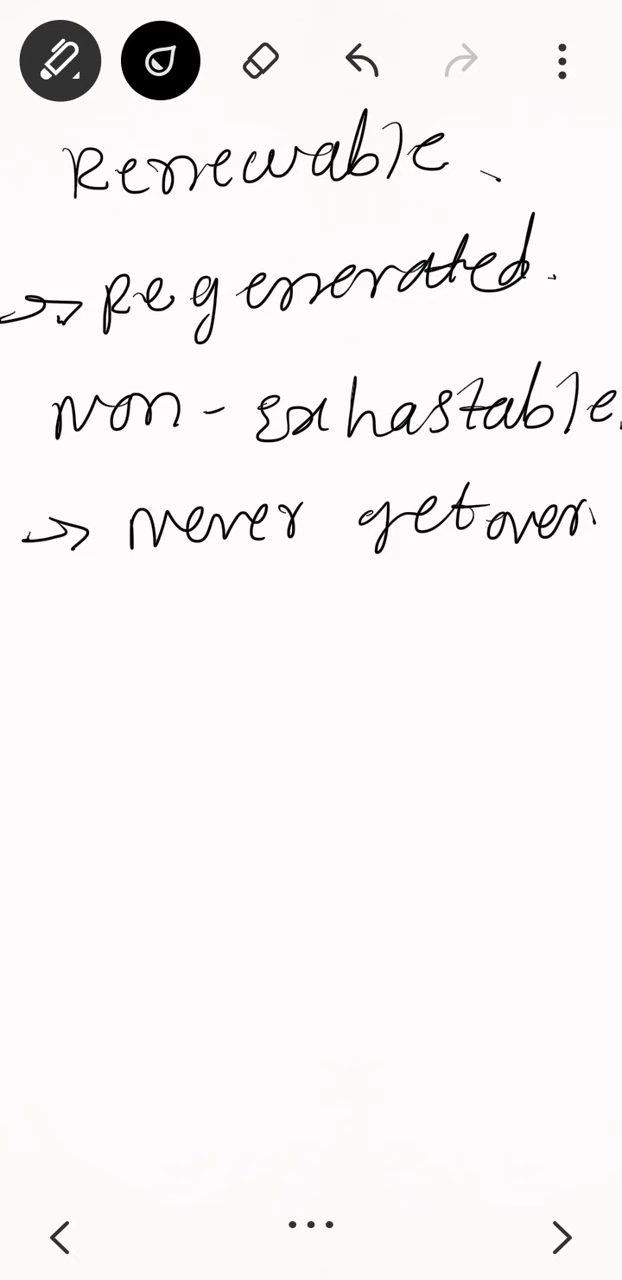 Renewable.
→ Regenerated.
Non-Exhastable.
→ Never getover.